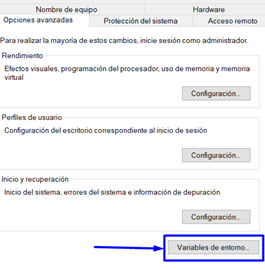 Nombre de equipo
Hardware
Opciones avanzadas
Protección del sistema
Acceso remoto
Para realizar la mayoría de estos cambios, inicie sesión como administrador.
Rendimiento
Efectos visuales, programación del procesador, uso de memoria y memoria
virtual
Configuración...
Perfiles de usuario
Configuración del escritorio correspondiente al inicio de sesión
Configuración...
Inicio y recuperación
Inicio del sistema, errores del sistema e información de depuración
Configuración...
Variables de entorno...